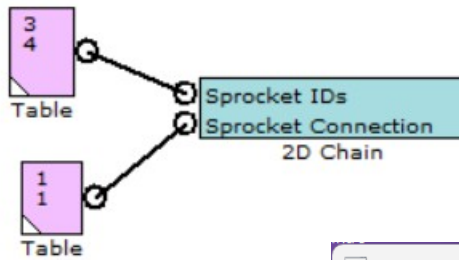 3
4
Table
Sprocket IDs
Sprocket Connection
2D Chain
1
1
Table